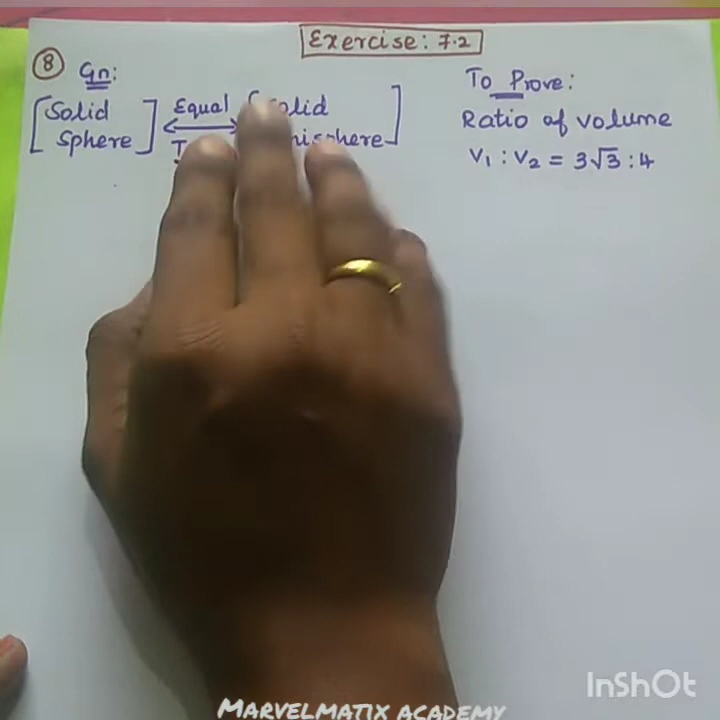 Exercise: 7.2
8 Gn:
[Solid Equal
Sphere]
To Prove:
Ratio of volume
V₁ : V₂ = 3√3 : 4
InShOt
MARVELMATIX ACADEMY